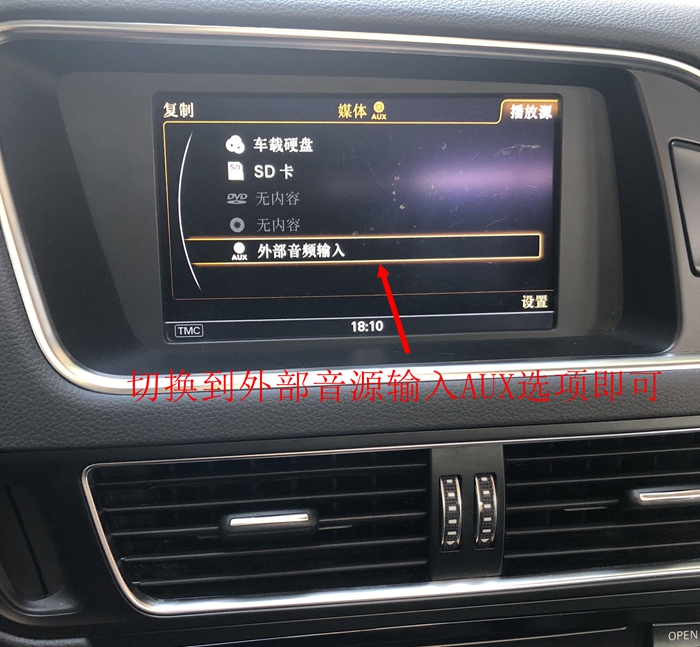 复制
媒体
AUX
播放源
车载硬盘
SD
SD 卡
DVD 无内容
无内容
AUX 外部音频输入
设置
TMC
18:10
切换到外部音源输入AUX选项即可
OPEN